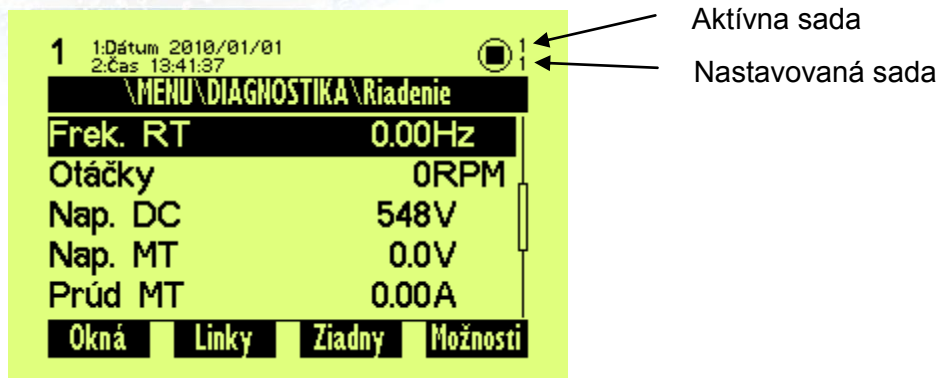 Aktívna sada
1 1:Dátum 2010/01/01 1
2:Čas 13:41:37 1
Nastavovaná sada
\MENU\DIAGNOSTIKA\Riadenie
Frek. RT 0.00Hz
Otáčky 0RPM
Nap. DC 548V
Nap. MT 0.0V
Prúd MT 0.00A
Okná Linky Ziadny Možnosti